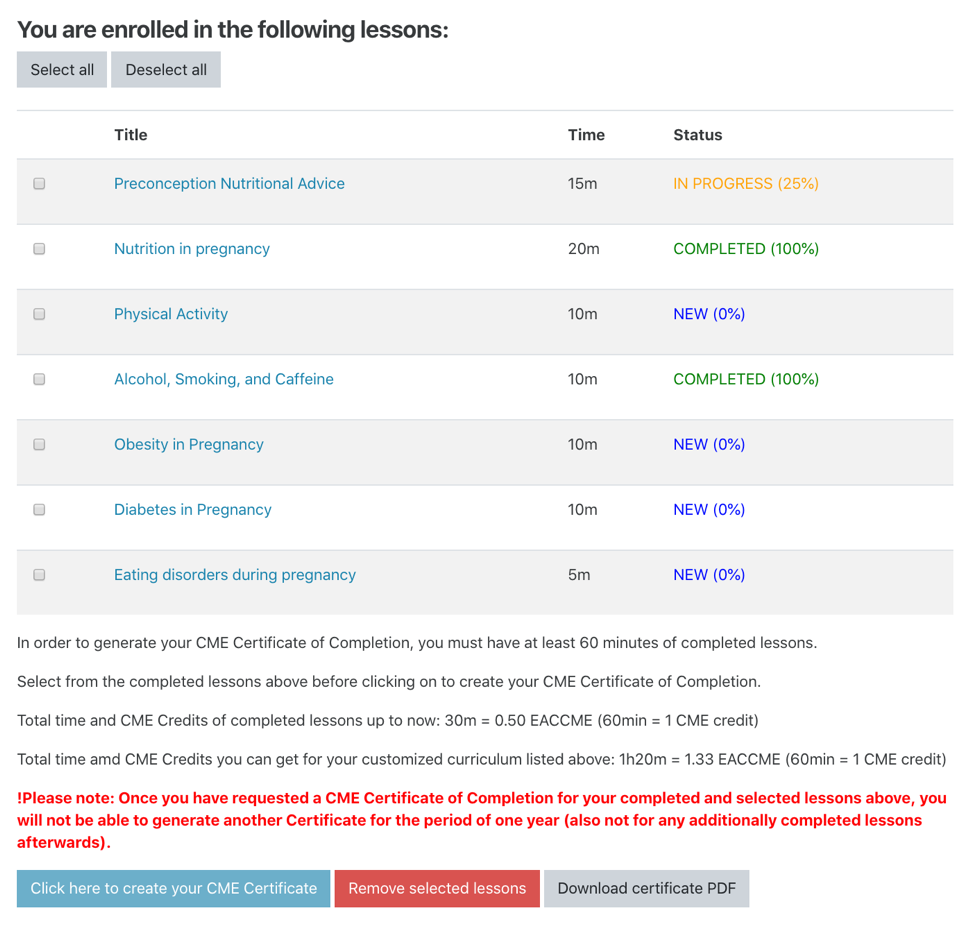 You are enrolled in the following lessons:
Select all Deselect all
Title Time Status
Preconception Nutritional Advice 15m IN PROGRESS (25%)
Nutrition in pregnancy 20m COMPLETED (100%)
Physical Activity 10m NEW (0%)
Alcohol, Smoking, and Caffeine 10m COMPLETED (100%)
Obesity in Pregnancy 10m NEW (0%)
Diabetes in Pregnancy 10m NEW (0%)
Eating disorders during pregnancy 5m NEW (0%)
In order to generate your CME Certificate of Completion, you must have at least 60 minutes of completed lessons.
Select from the completed lessons above before clicking on to create your CME Certificate of Completion.
Total time and CME Credits of completed lessons up to now: 30m = 0.50 EACCME (60min = 1 CME credit)
Total time amd CME Credits you can get for your customized curriculum listed above: 1h20m = 1.33 EACCME (60min = 1 CME credit)
!Please note: Once you have requested a CME Certificate of Completion for your completed and selected lessons above, you
will not be able to generate another Certificate for the period of one year (also not for any additionally completed lessons
afterwards).
Click here to create your CME Certificate Remove selected lessons Download certificate PDF